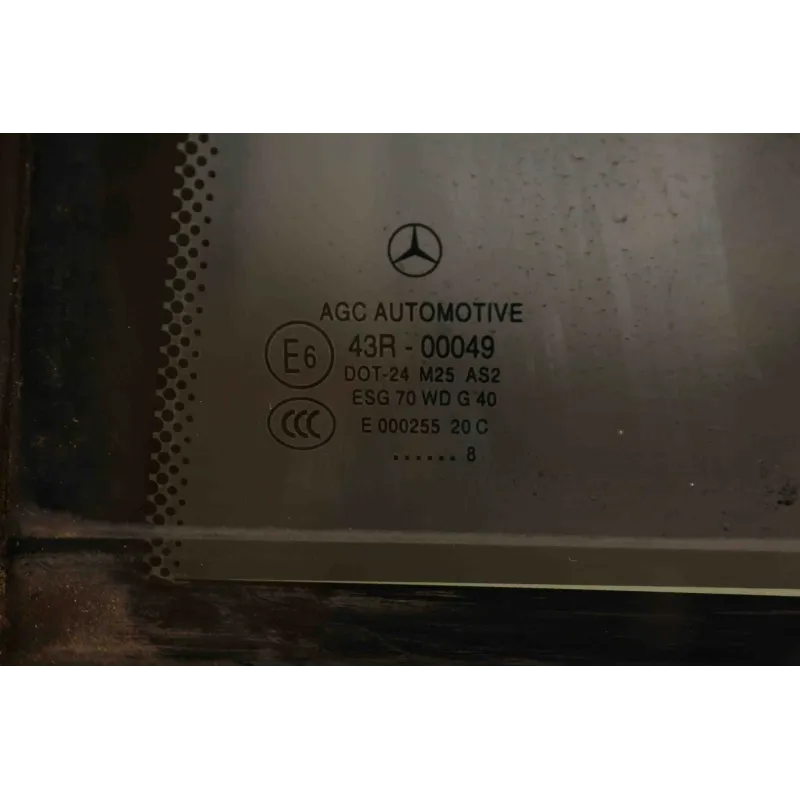 AGC AUTOMOTIVE
E6 43R - 00049
DOT-24 M25 AS2
ESG 70 WD G 40
CCC E 000255 20 C
...... 8